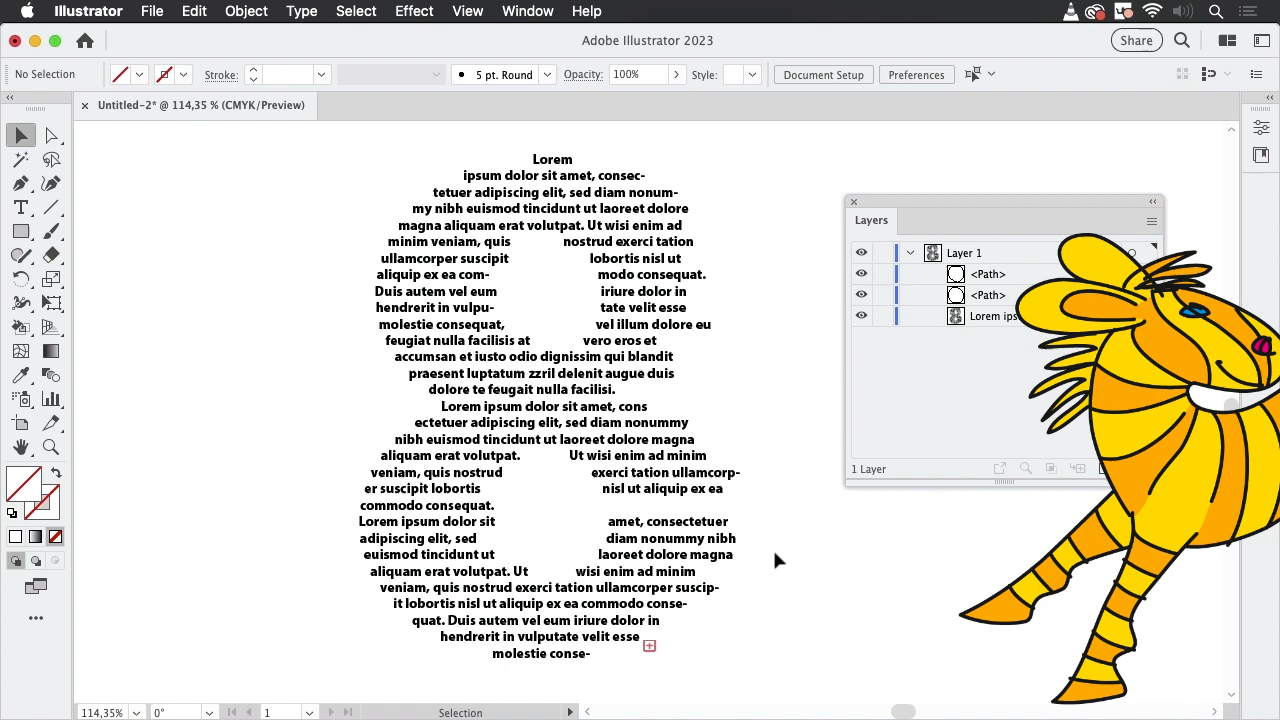 Illustrator File Edit Object Type Select Effect View Window Help
Adobe Illustrator 2023
Share
No Selection
Stroke:
5 pt. Round
Opacity: 100%
Style:
Document Setup
Preferences
Untitled-2* @ 114,35 % (CMYK/Preview)
Lorem
ipsum dolor sit amet, consec-
tetuer adipiscing elit, sed diam nonum-
my nibh euismod tincidunt ut laoreet dolore
magna aliquam erat volutpat. Ut wisi enim ad
minim veniam, quis nostrud exerci tation
ullamcorper suscipit lobortis nisl ut
aliquip ex ea com- modo consequat.
Duis autem vel eum iriure dolor in
hendrerit in vulpu- tate velit esse
molestie consequat, vel illum dolore eu
feugiat nulla facilisis at vero eros et
accumsan et iusto odio dignissim qui blandit
praesent luptatum zzril delenit augue duis
dolore te feugait nulla facilisi.
Lorem ipsum dolor sit amet, cons
ectetuer adipiscing elit, sed diam nonummy
nibh euismod tincidunt ut laoreet dolore magna
aliquam erat volutpat. Ut wisi enim ad minim
veniam, quis nostrud exerci tation ullamcorp-
er suscipit lobortis nisl ut aliquip ex ea
commodo consequat.
Lorem ipsum dolor sit amet, consectetuer
adipiscing elit, sed diam nonummy nibh
euismod tincidunt ut laoreet dolore magna
aliquam erat volutpat. Ut wisi enim ad minim
veniam, quis nostrud exerci tation ullamcorper suscip-
it lobortis nisl ut aliquip ex ea commodo conse-
quat. Duis autem vel eum iriure dolor in
hendrerit in vulputate velit esse
molestie conse-
Layers
Layer 1
<Path>
<Path>
Lorem ips
1 Layer
114,35%
0°
1
Selection